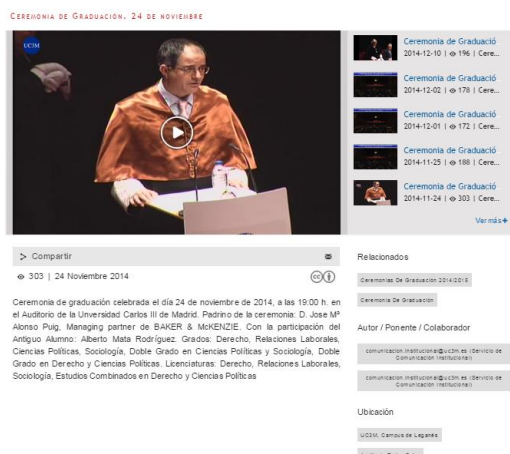 Ceremonia de Graduación. 24 de noviembre
UC3M
Ceremonia de Graduació
2014-12-10 | 196 | Cere...
Ceremonia de Graduació
2014-12-02 | 178 | Cere...
Ceremonia de Graduació
2014-12-01 | 172 | Cere...
Ceremonia de Graduació
2014-11-25 | 188 | Cere...
Ceremonia de Graduació
2014-11-24 | 303 | Cere...
Ver más+
Compartir
303 | 24 Noviembre 2014
cc
Ceremonia de graduación celebrada el día 24 de noviembre de 2014, a las 19:00 h. en
el Auditorio de la Unversidad Carlos III de Madrid. Padrino de la ceremonia: D. Jose Mª
Alonso Puig, Managing partner de BAKER & McKENZIE. Con la participación del
Antiguo Alumno: Alberto Mata Rodríguez. Grados: Derecho, Relaciones Laborales,
Ciencias Políticas, Sociología, Doble Grado en Ciencias Políticas y Sociología, Doble
Grado en Derecho y Ciencias Políticas. Licenciaturas: Derecho, Relaciones Laborales,
Sociología, Estudios Combinados en Derecho y Ciencias Políticas
Relacionados
Ceremonias De Graduacion 2014/2015
Ceremonia De Graduación
Autor / Ponente / Colaborador
comunicacion.institucional@uc3m.es (Servicio de
Comunicación Institucional)
comunicacion.institucional@uc3m.es (Servicio de
Comunicación Institucional)
Ubicación
UC3M, Campus de Leganés